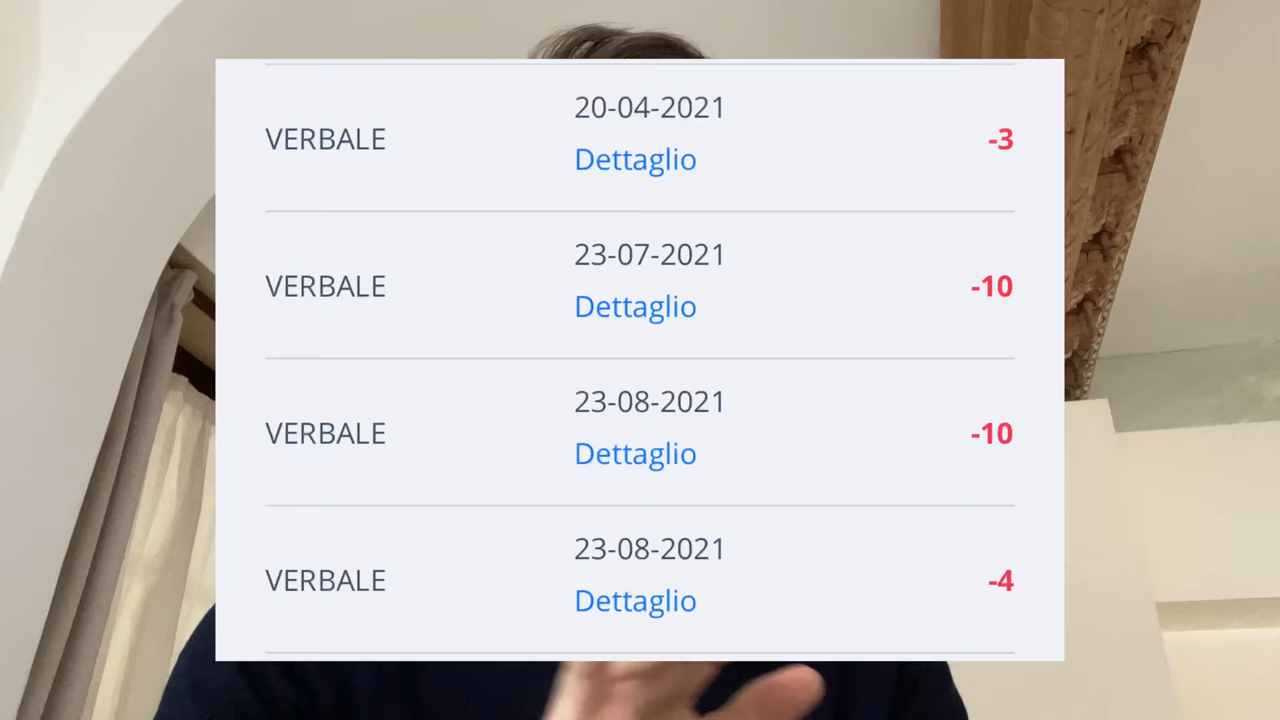 20-04-2021
VERBALE
-3
Dettaglio
23-07-2021
VERBALE
-10
Dettaglio
23-08-2021
VERBALE
-10
Dettaglio
23-08-2021
VERBALE
-4
Dettaglio